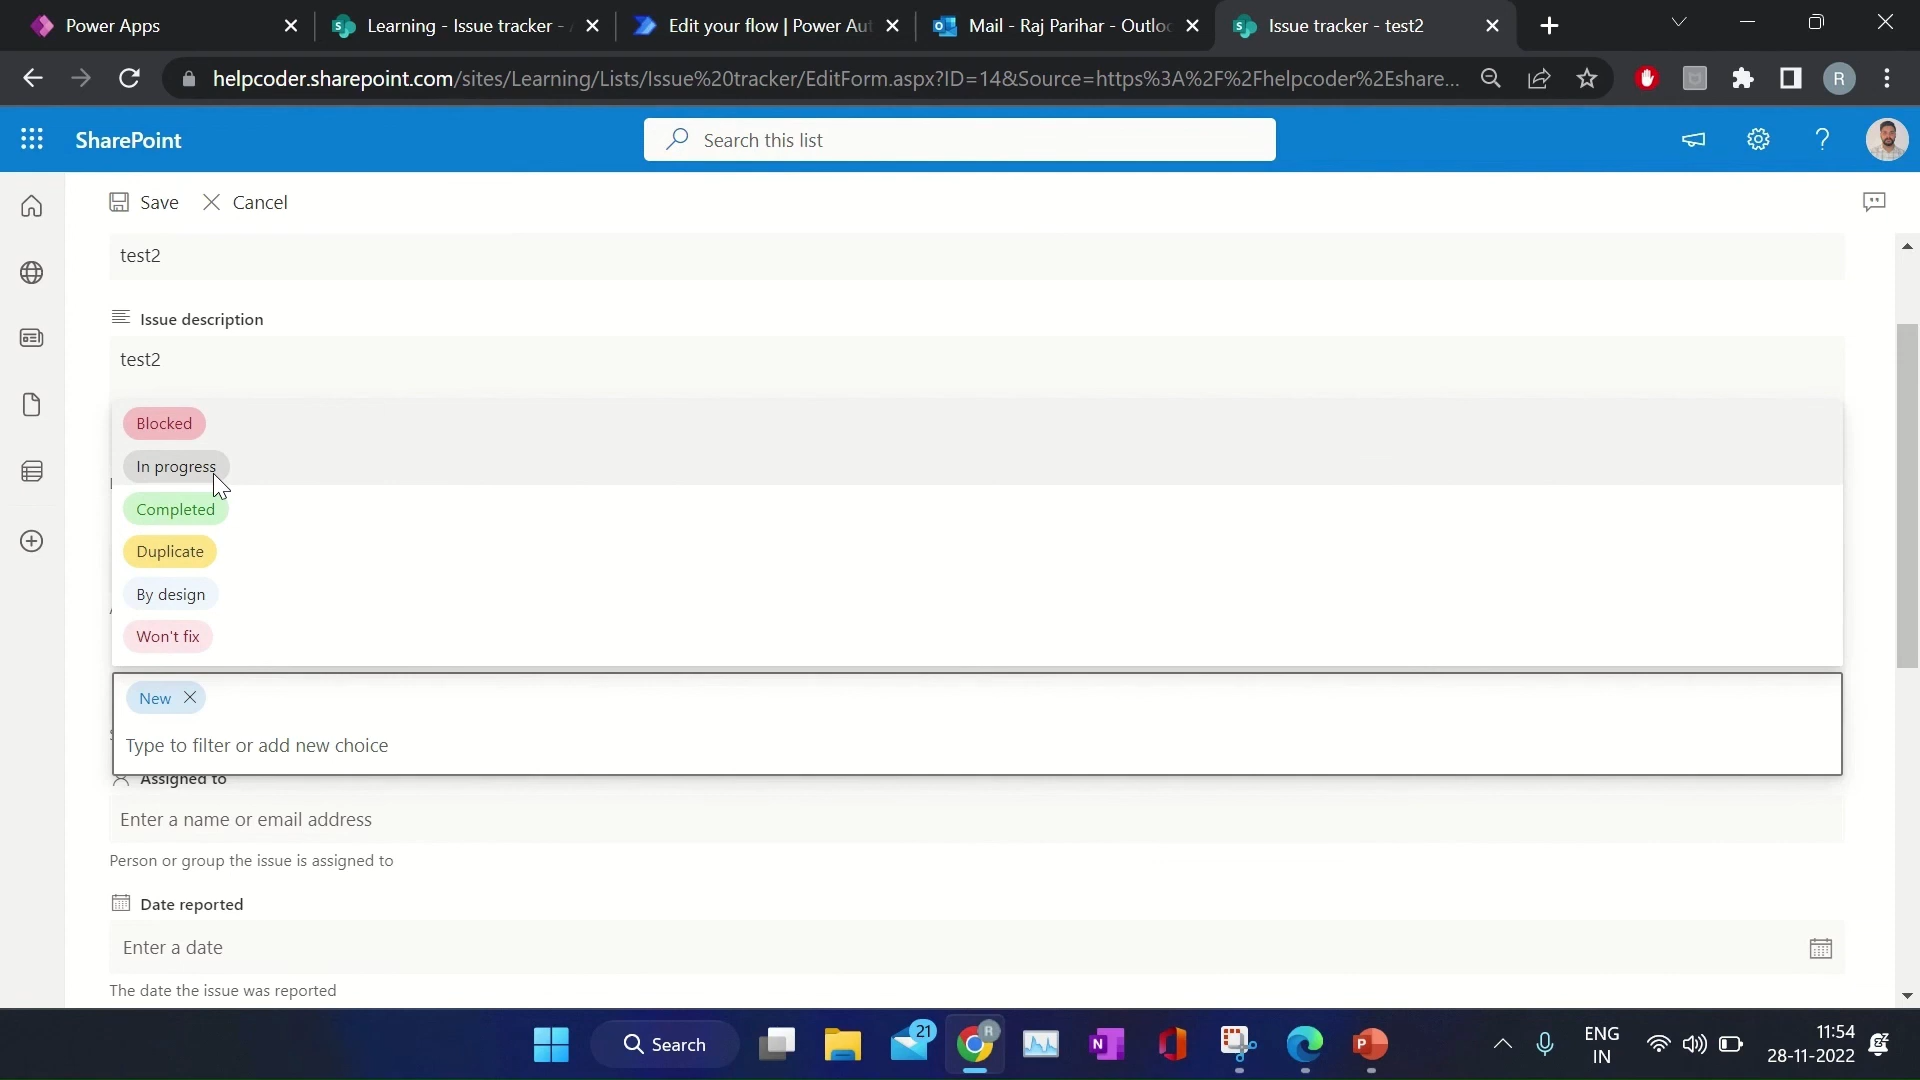 Power Apps
Learning - Issue tracker -
Edit your flow | Power Aut
Mail - Raj Parihar - Outloo
Issue tracker - test2
helpcoder.sharepoint.com/sites/Learning/Lists/Issue%20tracker/EditForm.aspx?ID=14&Source=https%3A%2F%2Fhelpcoder%2Eshare...
R
SharePoint
Search this list
Save
Cancel
test2
Issue description
test2
Blocked
In progress
Completed
Duplicate
By design
Won't fix
New
Type to filter or add new choice
Assigned to
Enter a name or email address
Person or group the issue is assigned to
Date reported
Enter a date
The date the issue was reported
Search
21
R
ENG
IN
11:54
28-11-2022